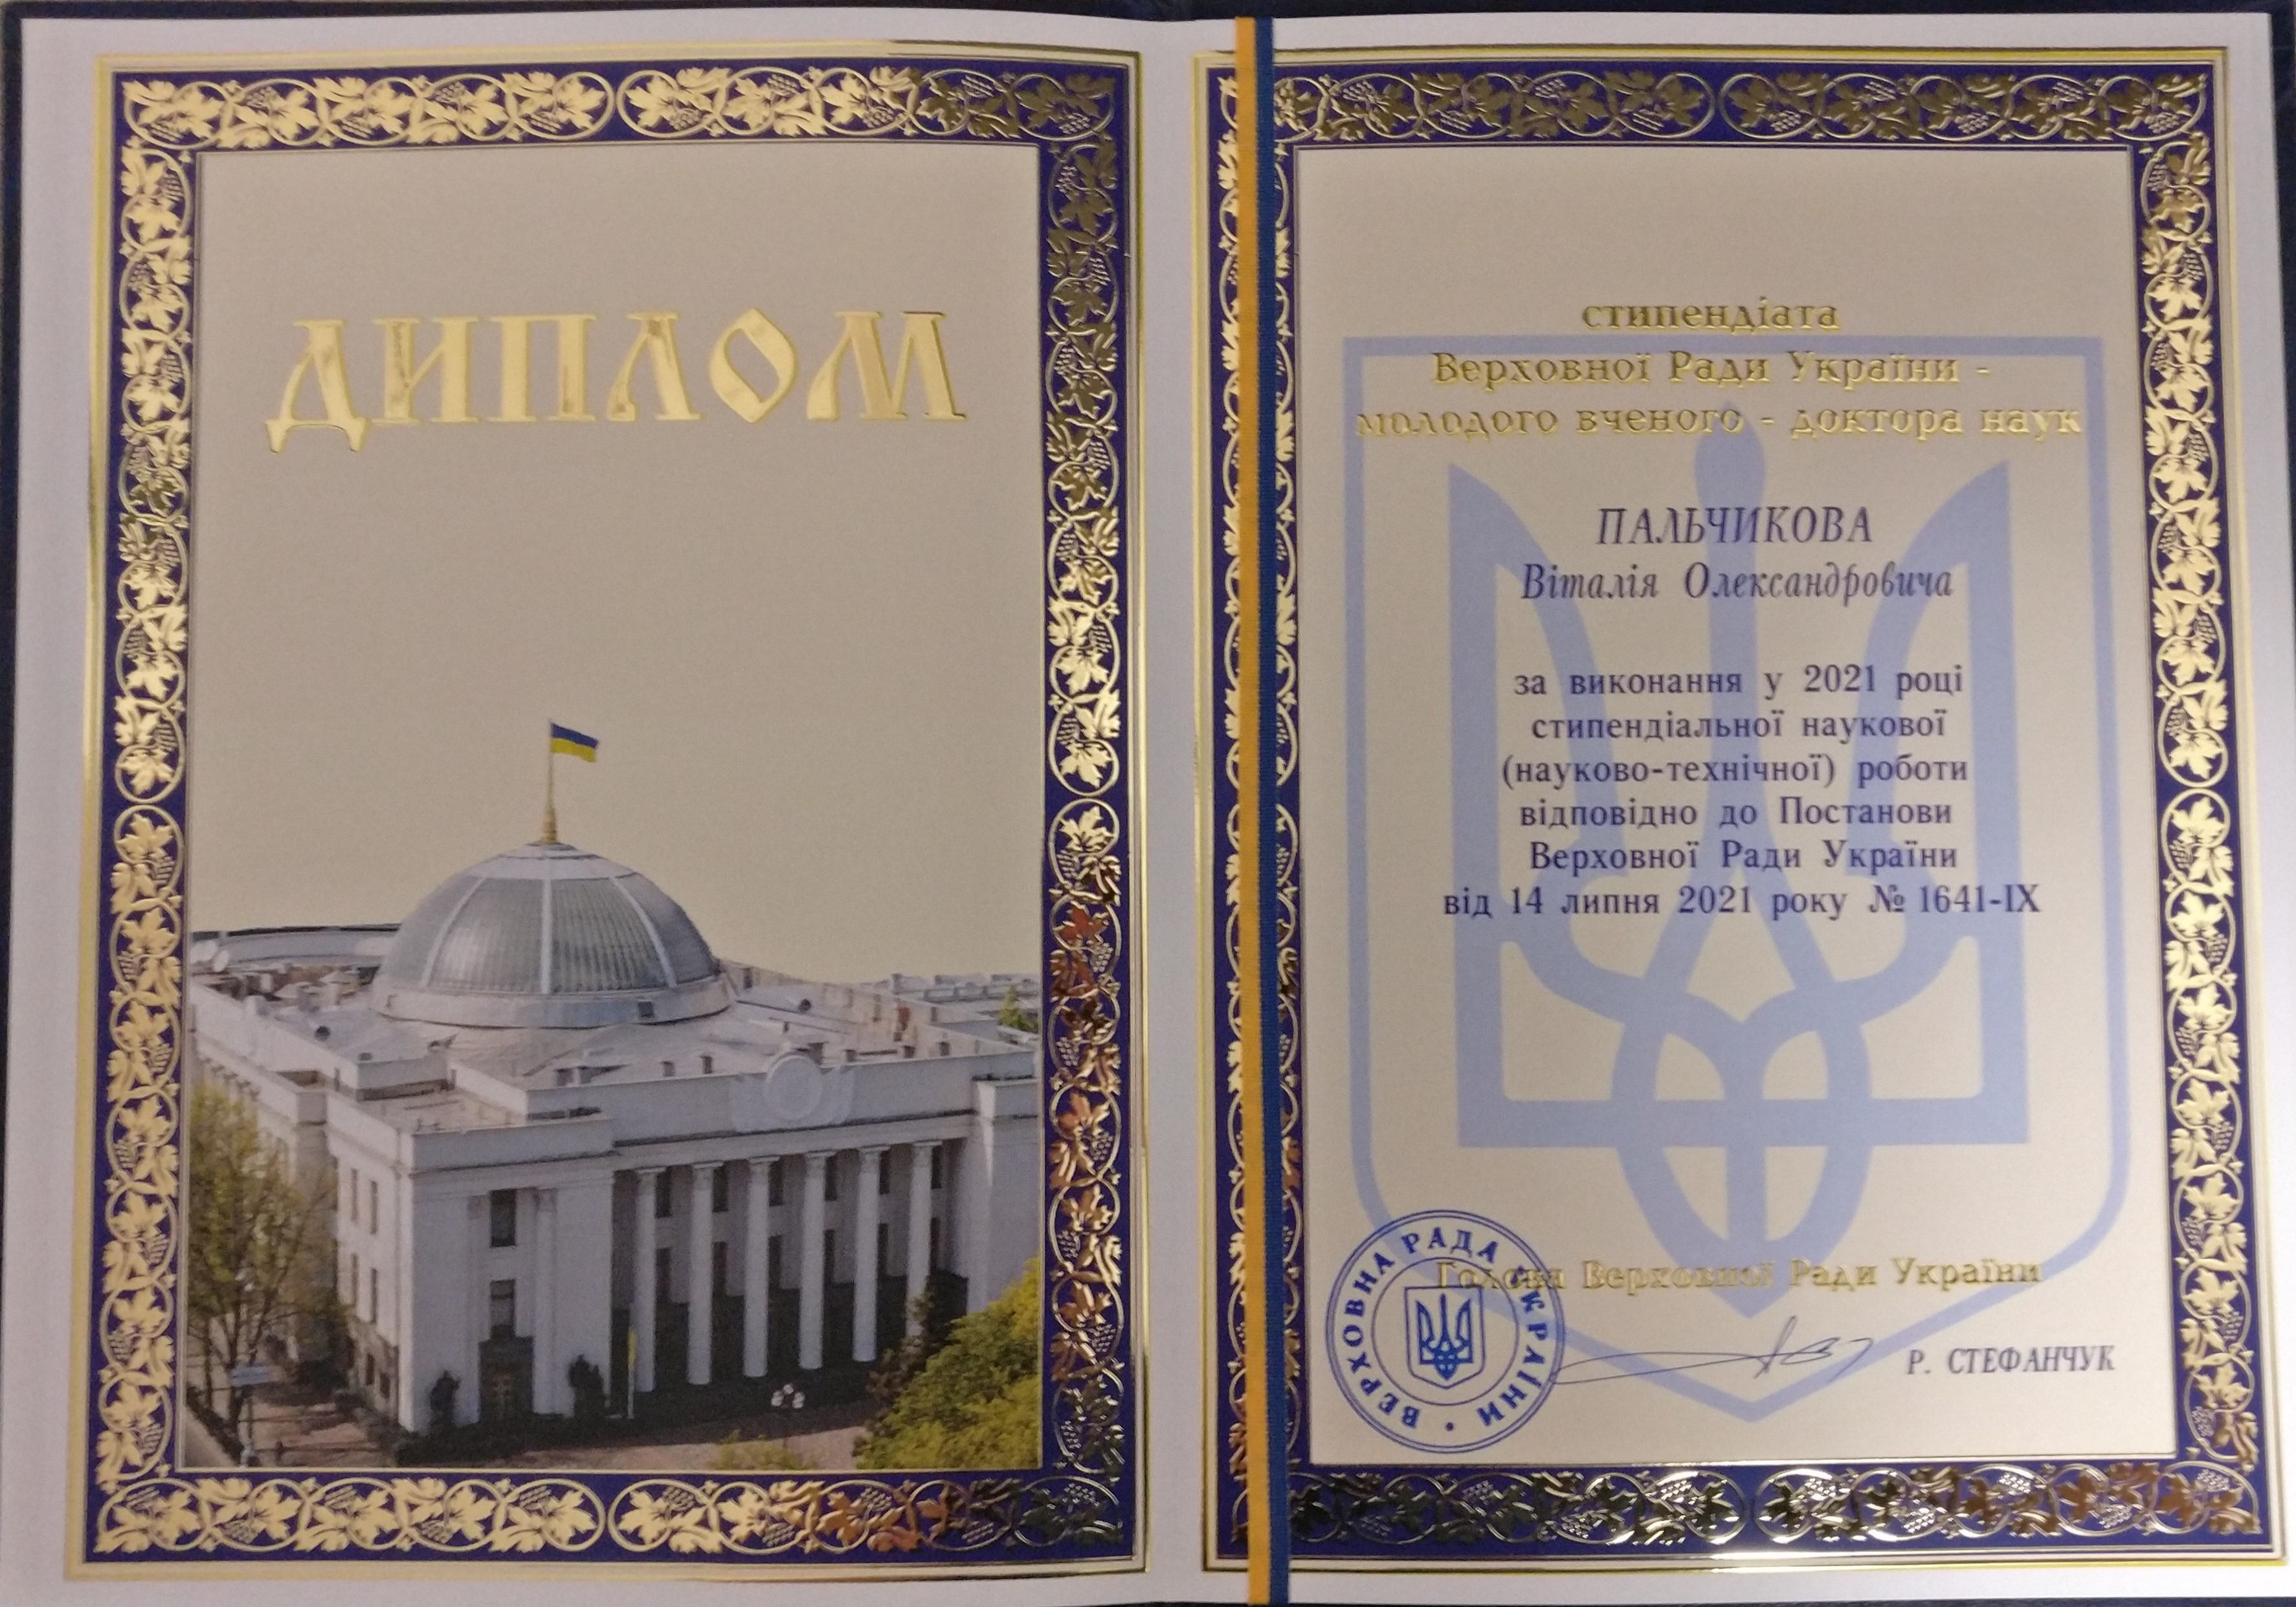 ДИПЛОМ
стипендіата
Верховної Ради України -
молодого вченого - доктора наук
ПАЛЬЧИКОВА
Віталія Олександровича
за виконання у 2021 році
стипендіальної наукової
(науково-технічної) роботи
відповідно до Постанови
Верховної Ради України
від 14 липня 2021 року № 1641-IX
Голова Верховної Ради України
Р. СТЕФАНЧУК
ВЕРХОВНА РАДА УКРАЇНИ •